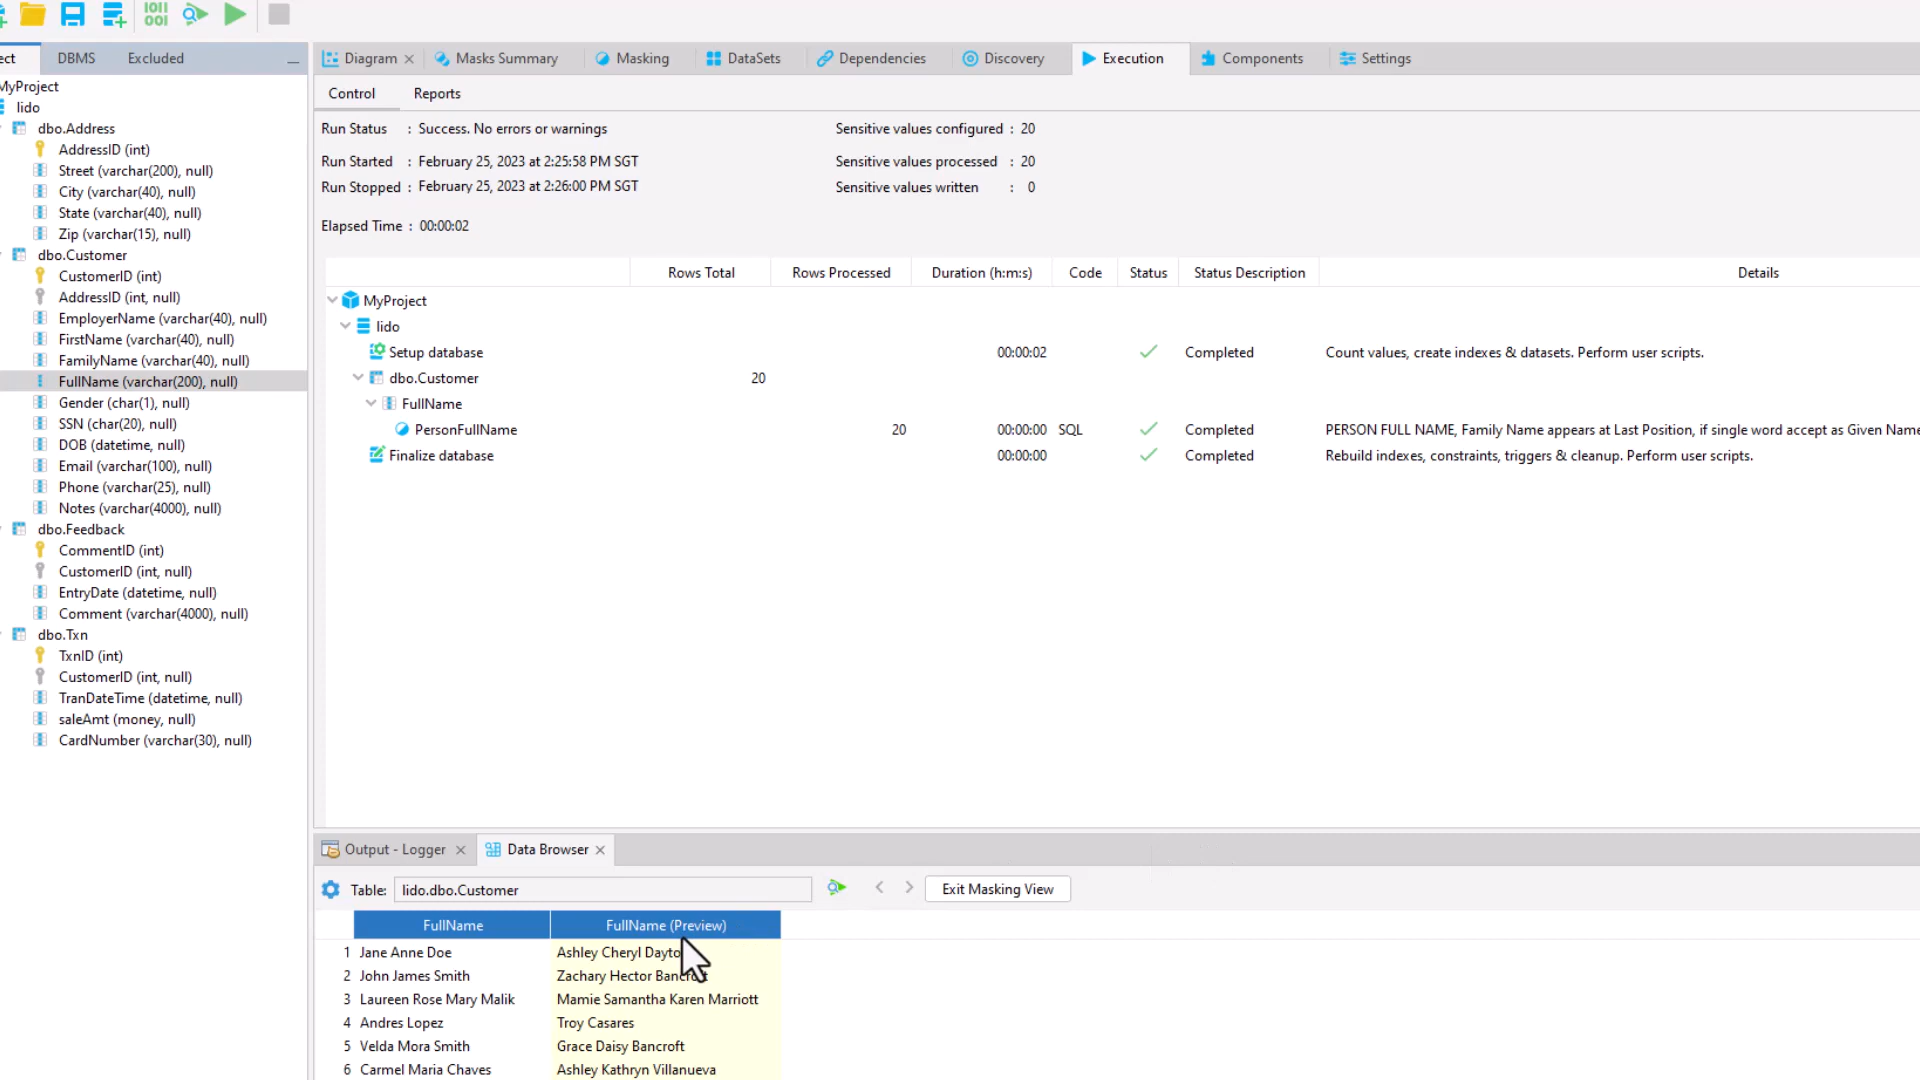 ect DBMS Excluded
MyProject
lido
dbo.Address
AddressID (int)
Street (varchar(200), null)
City (varchar(40), null)
State (varchar(40), null)
Zip (varchar(15), null)
dbo.Customer
CustomerID (int)
AddressID (int, null)
EmployerName (varchar(40), null)
FirstName (varchar(40), null)
FamilyName (varchar(40), null)
FullName (varchar(200), null)
Gender (char(1), null)
SSN (char(20), null)
DOB (datetime, null)
Email (varchar(100), null)
Phone (varchar(25), null)
Notes (varchar(4000), null)
dbo.Feedback
CommentID (int)
CustomerID (int, null)
EntryDate (datetime, null)
Comment (varchar(4000), null)
dbo.Txn
TxnID (int)
CustomerID (int, null)
TranDateTime (datetime, null)
saleAmt (money, null)
CardNumber (varchar(30), null)
Diagram Masks Summary Masking DataSets Dependencies Discovery Execution Components Settings
Control Reports
Run Status : Success. No errors or warnings Sensitive values configured : 20
Run Started : February 25, 2023 at 2:25:58 PM SGT Sensitive values processed : 20
Run Stopped : February 25, 2023 at 2:26:00 PM SGT Sensitive values written : 0
Elapsed Time : 00:00:02
Rows Total Rows Processed Duration (h:m:s) Code Status Status Description Details
MyProject
lido
Setup database 00:00:02 Completed Count values, create indexes & datasets. Perform user scripts.
dbo.Customer 20
FullName
PersonFullName 20 00:00:00 SQL Completed PERSON FULL NAME, Family Name appears at Last Position, if single word accept as Given Name
Finalize database 00:00:00 Completed Rebuild indexes, constraints, triggers & cleanup. Perform user scripts.
Output - Logger Data Browser
Table: lido.dbo.Customer Exit Masking View
FullName FullName (Preview)
1 Jane Anne Doe Ashley Cheryl Dayto
2 John James Smith Zachary Hector Bancroft
3 Laureen Rose Mary Malik Mamie Samantha Karen Marriott
4 Andres Lopez Troy Casares
5 Velda Mora Smith Grace Daisy Bancroft
6 Carmel Maria Chaves Ashley Kathryn Villanueva